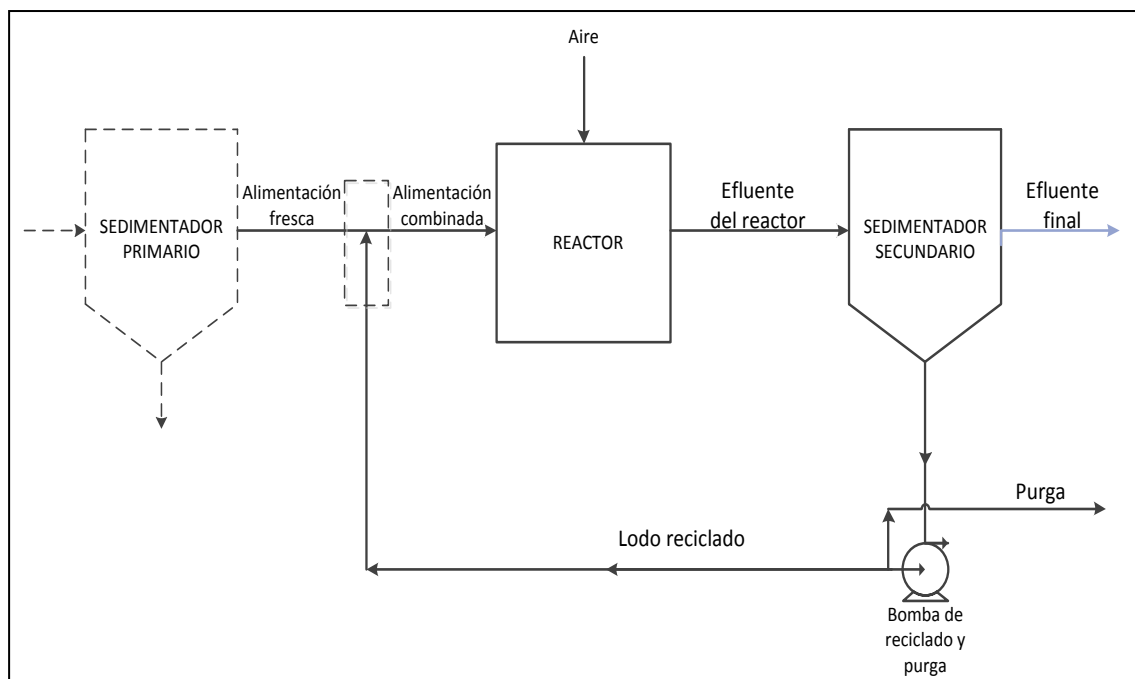 Aire
SEDIMENTADOR
PRIMARIO
Alimentación
fresca
Alimentación
combinada
REACTOR
Efluente
del reactor
SEDIMENTADOR
SECUNDARIO
Efluente
final
Purga
Lodo reciclado
Bomba de
reciclado y
purga